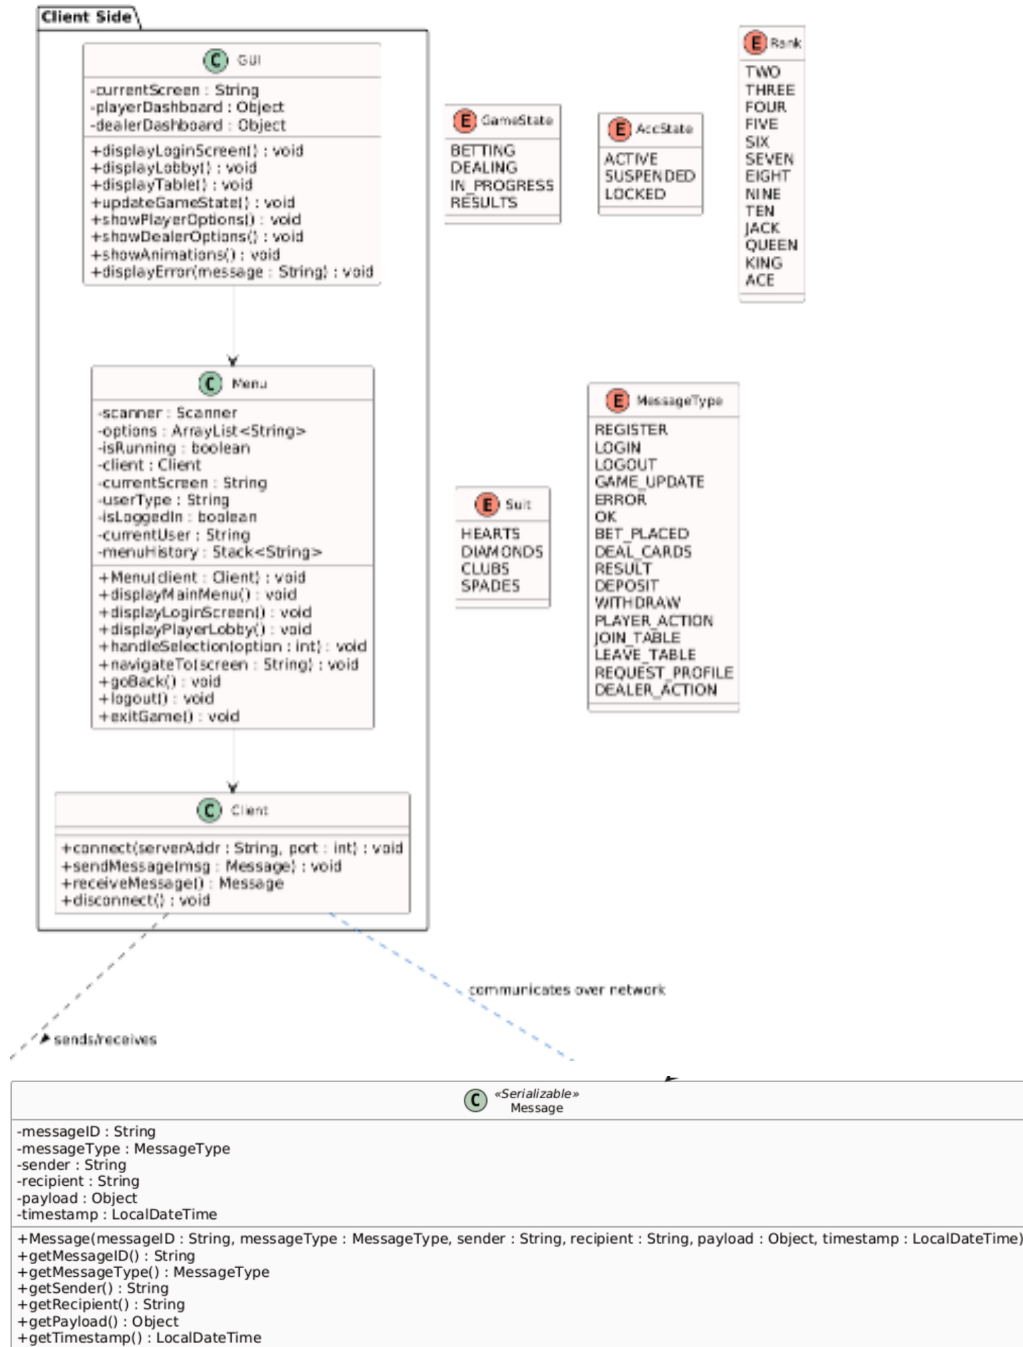 Client Side
C GUI
-currentScreen : String
-playerDashboard : Object
-dealerDashboard : Object
+displayLoginScreen() : void
+displayLobby() : void
+displayTable() : void
+updateGameState() : void
+showPlayerOptions() : void
+showDealerOptions() : void
+showAnimations() : void
+displayError(message : String) : void
E GameState
BETTING
DEALING
IN_PROGRESS
RESULTS
E AccState
ACTIVE
SUSPENDED
LOCKED
E Rank
TWO
THREE
FOUR
FIVE
SIX
SEVEN
EIGHT
NINE
TEN
JACK
QUEEN
KING
ACE
C Menu
-scanner : Scanner
-options : ArrayList<String>
-isRunning : boolean
-client : Client
-currentScreen : String
-userType : String
-isLoggedIn : boolean
-currentUser : String
-menuHistory : Stack<String>
+Menu(client : Client) : void
+displayMainMenu() : void
+displayLoginScreen() : void
+displayPlayerLobby() : void
+handleSelection(option : int) : void
+navigateTo(screen : String) : void
+goBack() : void
+logout() : void
+exitGame() : void
E Suit
HEARTS
DIAMONDS
CLUBS
SPADES
E MessageType
REGISTER
LOGIN
LOGOUT
GAME_UPDATE
ERROR
OK
BET_PLACED
DEAL_CARDS
RESULT
DEPOSIT
WITHDRAW
PLAYER_ACTION
JOIN_TABLE
LEAVE_TABLE
REQUEST_PROFILE
DEALER_ACTION
C Client
+connect(serverAddr : String, port : int) : void
+sendMessage(msg : Message) : void
+receiveMessage() : Message
+disconnect() : void
communicates over network
sends/receives
C «Serializable»
Message
-messageID : String
-messageType : MessageType
-sender : String
-recipient : String
-payload : Object
-timestamp : LocalDateTime
+Message(messageID : String, messageType : MessageType, sender : String, recipient : String, payload : Object, timestamp : LocalDateTime)
+getMessageID() : String
+getMessageType() : MessageType
+getSender() : String
+getRecipient() : String
+getPayload() : Object
+getTimestamp() : LocalDateTime